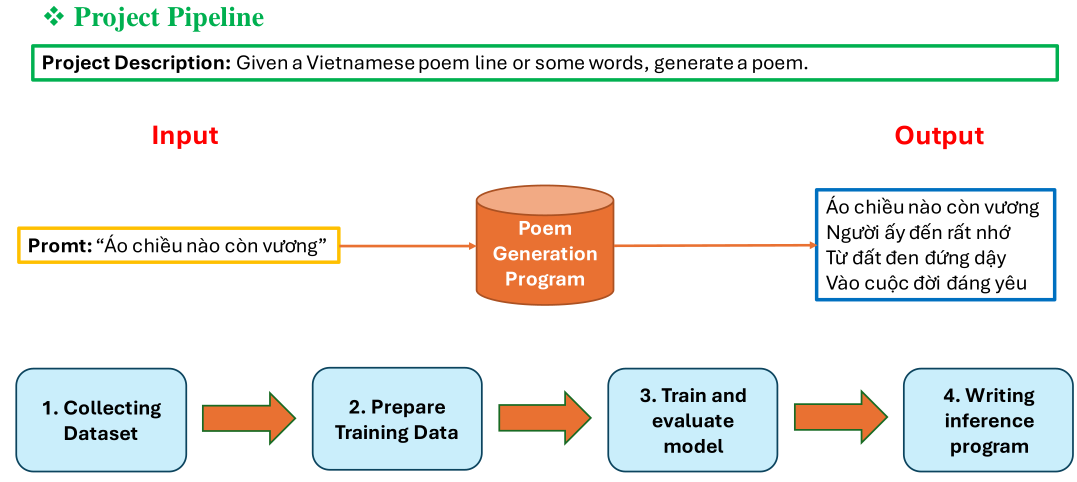 ❖ Project Pipeline
Project Description: Given a Vietnamese poem line or some words, generate a poem.
Input
Output
Promt: “Áo chiều nào còn vương”
Poem
Generation
Program
Áo chiều nào còn vương
Người ấy đến rất nhớ
Từ đất đen đứng dậy
Vào cuộc đời đáng yêu
1. Collecting
Dataset
2. Prepare
Training Data
3. Train and
evaluate
model
4. Writing
inference
program